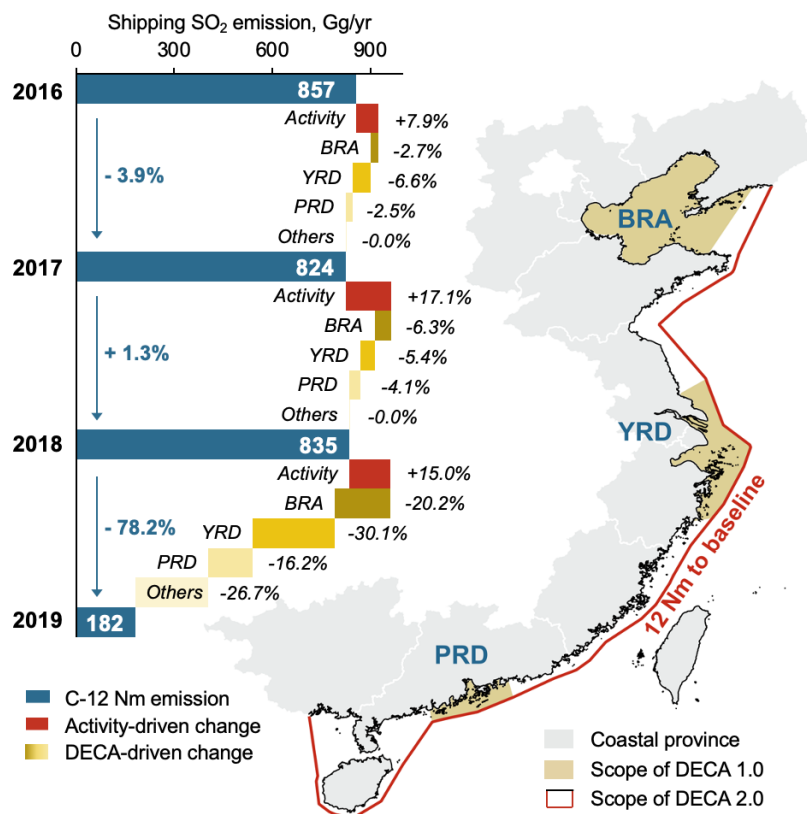 Shipping SO₂ emission, Gg/yr
0 300 600 900
2016 857
Activity +7.9%
BRA -2.7%
- 3.9%
YRD -6.6%
PRD -2.5%
Others -0.0%
2017 824
Activity +17.1%
BRA -6.3%
+ 1.3%
YRD -5.4%
PRD -4.1%
Others -0.0%
2018 835
Activity +15.0%
BRA -20.2%
- 78.2%
YRD -30.1%
PRD -16.2%
Others -26.7%
2019 182
BRA
YRD
12 Nm to baseline
PRD
C-12 Nm emission
Activity-driven change
DECA-driven change
Coastal province
Scope of DECA 1.0
Scope of DECA 2.0